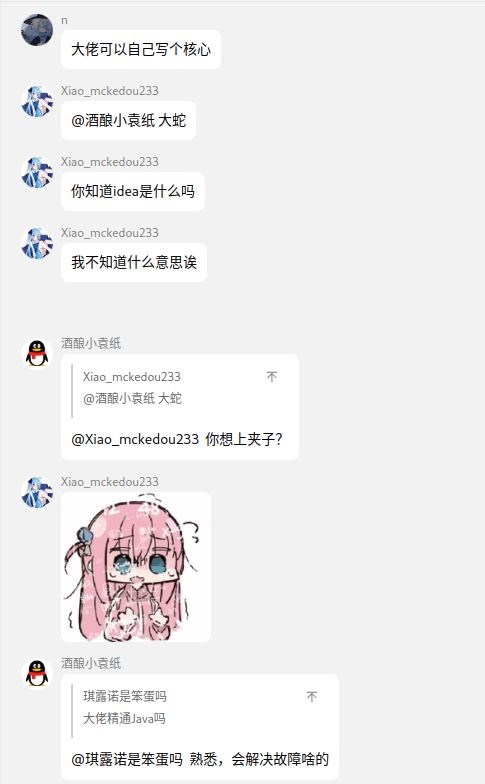 n
大佬可以自己写个核心
Xiao_mckedou233
@酒酿小袁纸 大蛇
Xiao_mckedou233
你知道idea是什么吗
Xiao_mckedou233
我不知道什么意思诶
酒酿小袁纸
Xiao_mckedou233
@酒酿小袁纸 大蛇
@Xiao_mckedou233 你想上夹子？
Xiao_mckedou233
酒酿小袁纸
琪露诺是笨蛋吗
大佬精通Java吗
@琪露诺是笨蛋吗 熟悉，会解决故障啥的